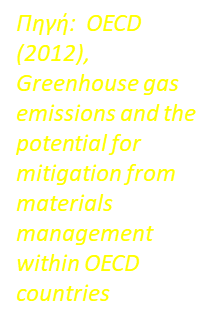 Πηγή:  OECD
(2012),
Greenhouse gas
emissions and the
potential for
mitigation from
materials
management
within OECD
countries